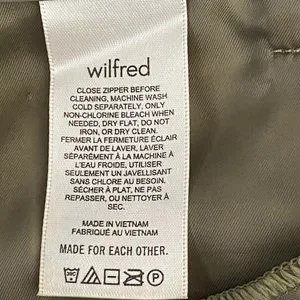 wilfred
CLOSE ZIPPER BEFORE
CLEANING, MACHINE WASH
COLD SEPARATELY, ONLY
NON-CHLORINE BLEACH WHEN
NEEDED, DRY FLAT, DO NOT
IRON, OR DRY CLEAN.
FERMER LA FERMETURE ÉCLAIR
AVANT DE LAVER, LAVER
SÉPARÉMENT À LA MACHINE À
L'EAU FROIDE, UTILISER
SEULEMENT UN JAVELLISANT
SANS CHLORE AU BESOIN.
SÉCHER À PLAT, NE PAS
REPASSER, OU NETTOYER À
SEC.
MADE IN VIETNAM
FABRIQUÉ AU VIETNAM
MADE FOR EACH OTHER.